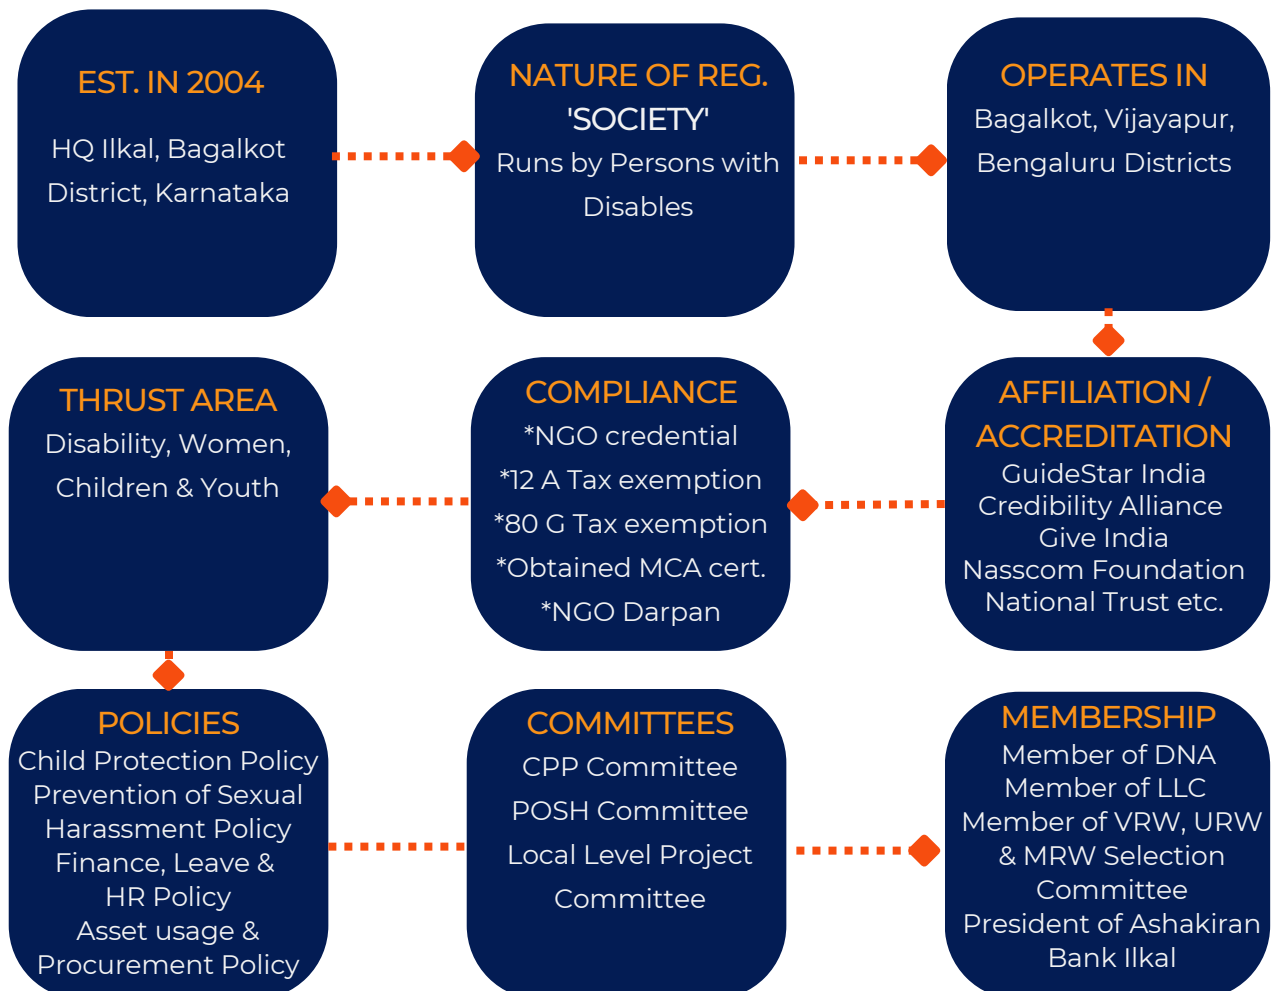 EST. IN 2004
HQ Ilkal, Bagalkot
District, Karnataka
NATURE OF REG.
'SOCIETY'
Runs by Persons with
Disables
OPERATES IN
Bagalkot, Vijayapur,
Bengaluru Districts
THRUST AREA
Disability, Women,
Children & Youth
COMPLIANCE
*NGO credential
*12 A Tax exemption
*80 G Tax exemption
*Obtained MCA cert.
*NGO Darpan
AFFILIATION /
ACCREDITATION
GuideStar India
Credibility Alliance
Give India
Nasscom Foundation
National Trust etc.
POLICIES
Child Protection Policy
Prevention of Sexual
Harassment Policy
Finance, Leave &
HR Policy
Asset usage &
Procurement Policy
COMMITTEES
CPP Committee
POSH Committee
Local Level Project
Committee
MEMBERSHIP
Member of DNA
Member of LLC
Member of VRW, URW
& MRW Selection
Committee
President of Ashakiran
Bank Ilkal